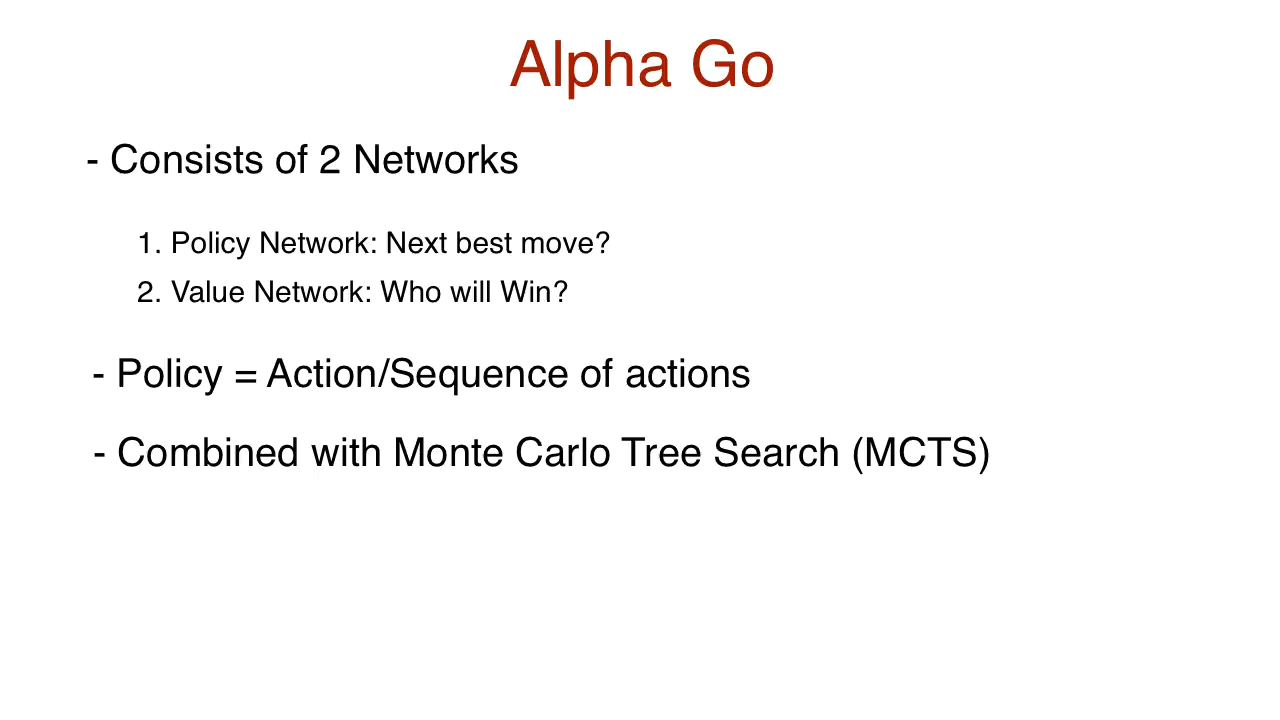 Alpha Go
- Consists of 2 Networks
1. Policy Network: Next best move?
2. Value Network: Who will Win?
- Policy = Action/Sequence of actions
- Combined with Monte Carlo Tree Search (MCTS)